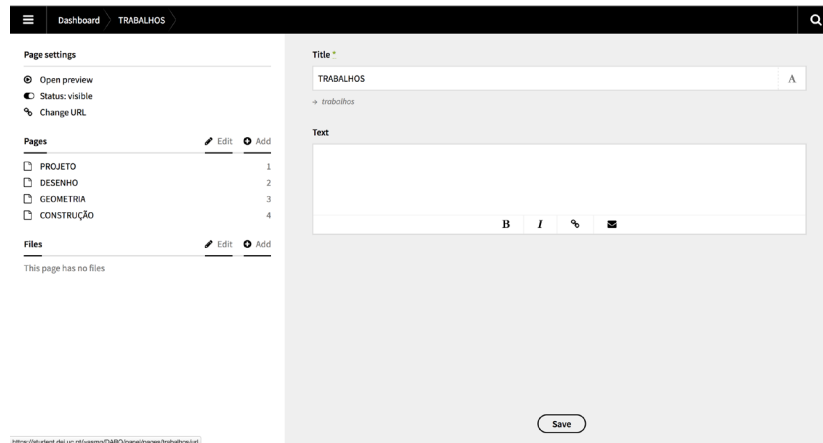 Dashboard TRABALHOS
Page settings
Open preview
Status: visible
Change URL
Pages Edit Add
PROJETO 1
DESENHO 2
GEOMETRIA 3
CONSTRUÇÃO 4
Files Edit Add
This page has no files
Title *
TRABALHOS A
→ trabalhos
Text
B I
Save